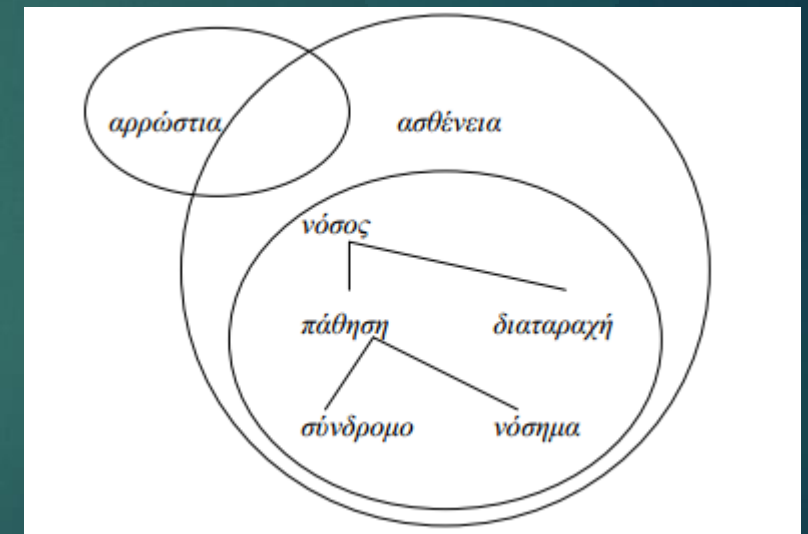 αρρώστια
ασθένεια
νόσος
πάθηση
διαταραχή
σύνδρομο
νόσημα